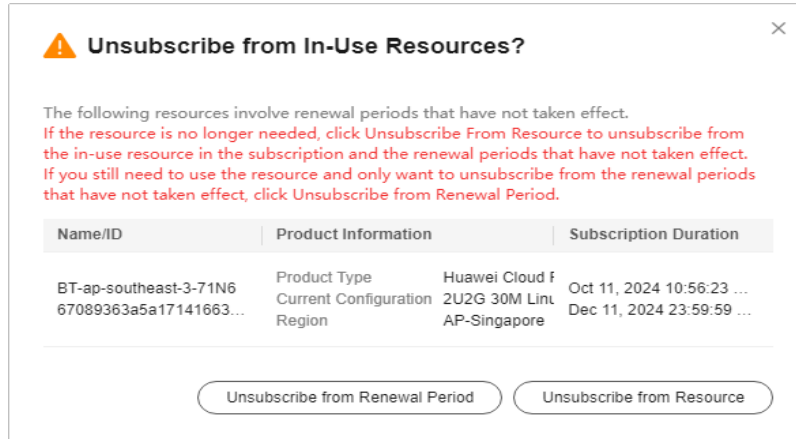 Unsubscribe from In-Use Resources?
The following resources involve renewal periods that have not taken effect.
If the resource is no longer needed, click Unsubscribe From Resource to unsubscribe from
the in-use resource in the subscription and the renewal periods that have not taken effect.
If you still need to use the resource and only want to unsubscribe from the renewal periods
that have not taken effect, click Unsubscribe from Renewal Period.
Name/ID Product Information Subscription Duration
BT-ap-southeast-3-71N6
67089363a5a17141663...
Product Type Huawei Cloud
Current Configuration 2U2G 30M
Region AP-Singapore
Oct 11, 2024 10:56:23 ...
Dec 11, 2024 23:59:59 ...
Unsubscribe from Renewal Period Unsubscribe from Resource